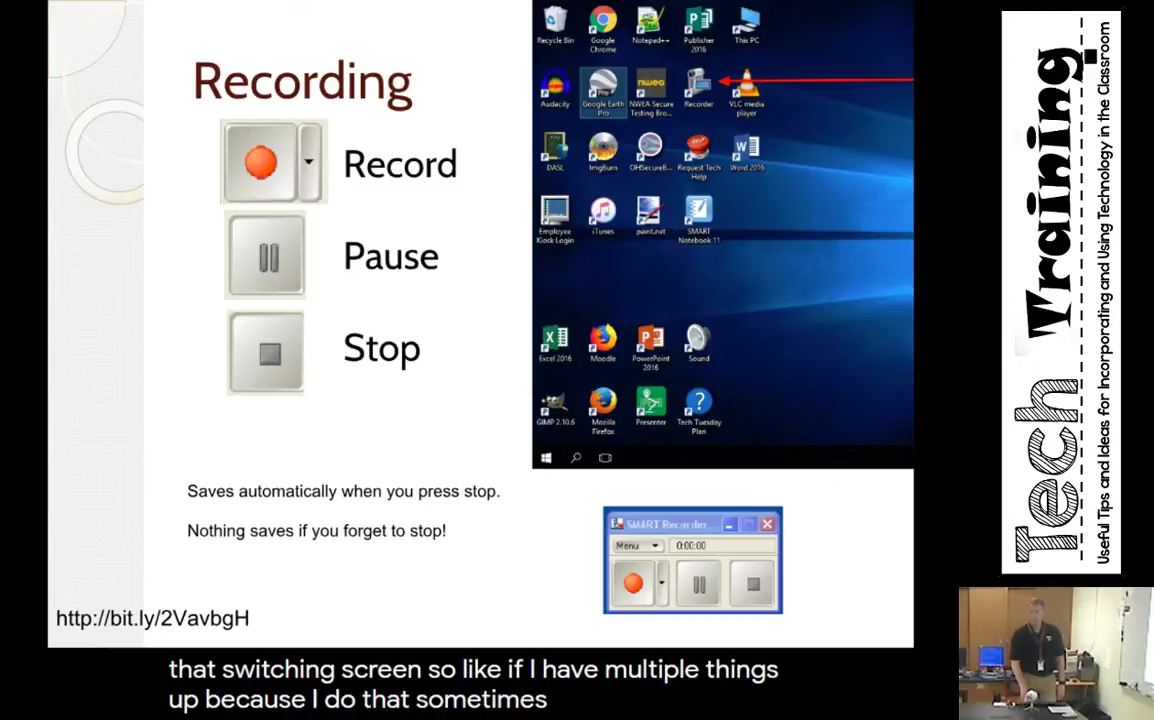 Recording
Record
Pause
Stop
Saves automatically when you press stop.
Nothing saves if you forget to stop!
http://bit.ly/2VavbgH
Recycle Bin
Google
Chrome
Notepad++
Publisher
2016
This PC
Audacity
Google Earth
Pro
NWEA Secure
Testing Bro...
Recorder
VLC media
player
DASL
ImgBurn
OHSecureB...
Request Tech
Help
Word 2016
Employee
Kiosk Login
iTunes
paint.net
SMART
Notebook 11
Excel 2016
Moodle
PowerPoint
2016
Sound
GIMP 2.10.6
Mozilla
Firefox
Presenter
Tech Tuesday
Plan
SMART Recorder
Menu
0:00:00
that switching screen so like if I have multiple things
up because I do that sometimes
Tech Training
Useful Tips and Ideas for Incorporating and Using Technology in the Classroom